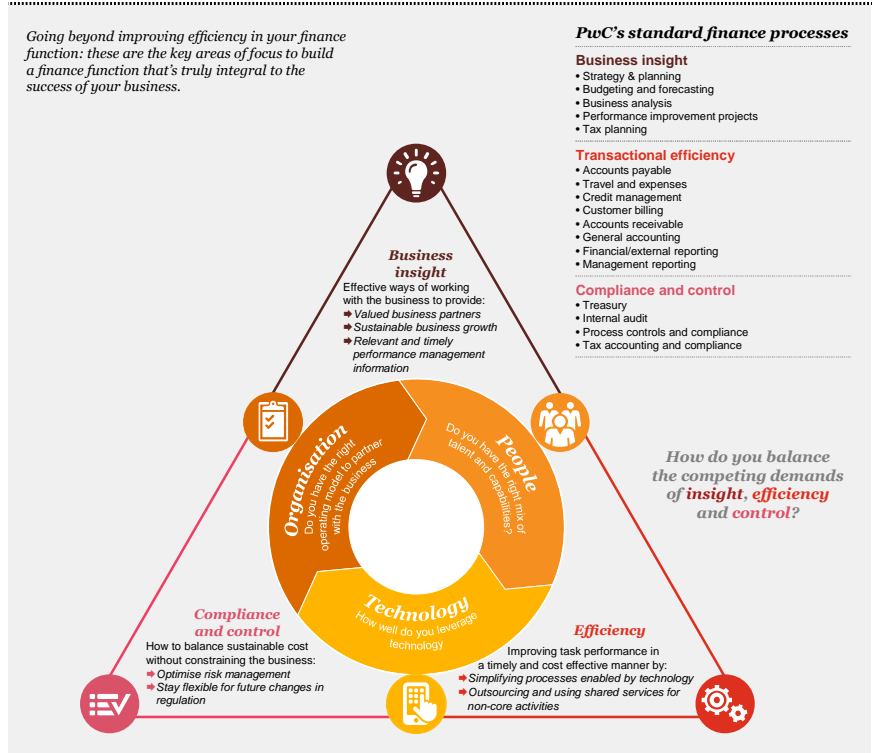 Going beyond improving efficiency in your finance
function: these are the key areas of focus to build
a finance function that's truly integral to the
success of your business.
PwC's standard finance processes
Business insight
• Strategy & planning
• Budgeting and forecasting
• Business analysis
• Performance improvement projects
• Tax planning
Transactional efficiency
• Accounts payable
• Travel and expenses
• Credit management
• Customer billing
• Accounts receivable
• General accounting
• Financial/external reporting
• Management reporting
Compliance and control
• Treasury
• Internal audit
• Process controls and compliance
• Tax accounting and compliance
Business
insight
Effective ways of working
with the business to provide:
Valued business partners
Sustainable business growth
Relevant and timely
performance management
information
Organisation
Do you have the right
operating model to partner
with the business
People
Do you have the right mix of
talent and capabilities?
Technology
How well do you leverage
technology
How do you balance
the competing demands
of insight, efficiency
and control?
Compliance
and control
How to balance sustainable cost
without constraining the business:
Optimise risk management
Stay flexible for future changes in
regulation
Efficiency
Improving task performance in
a timely and cost effective manner by:
Simplifying processes enabled by technology
Outsourcing and using shared services for
non-core activities